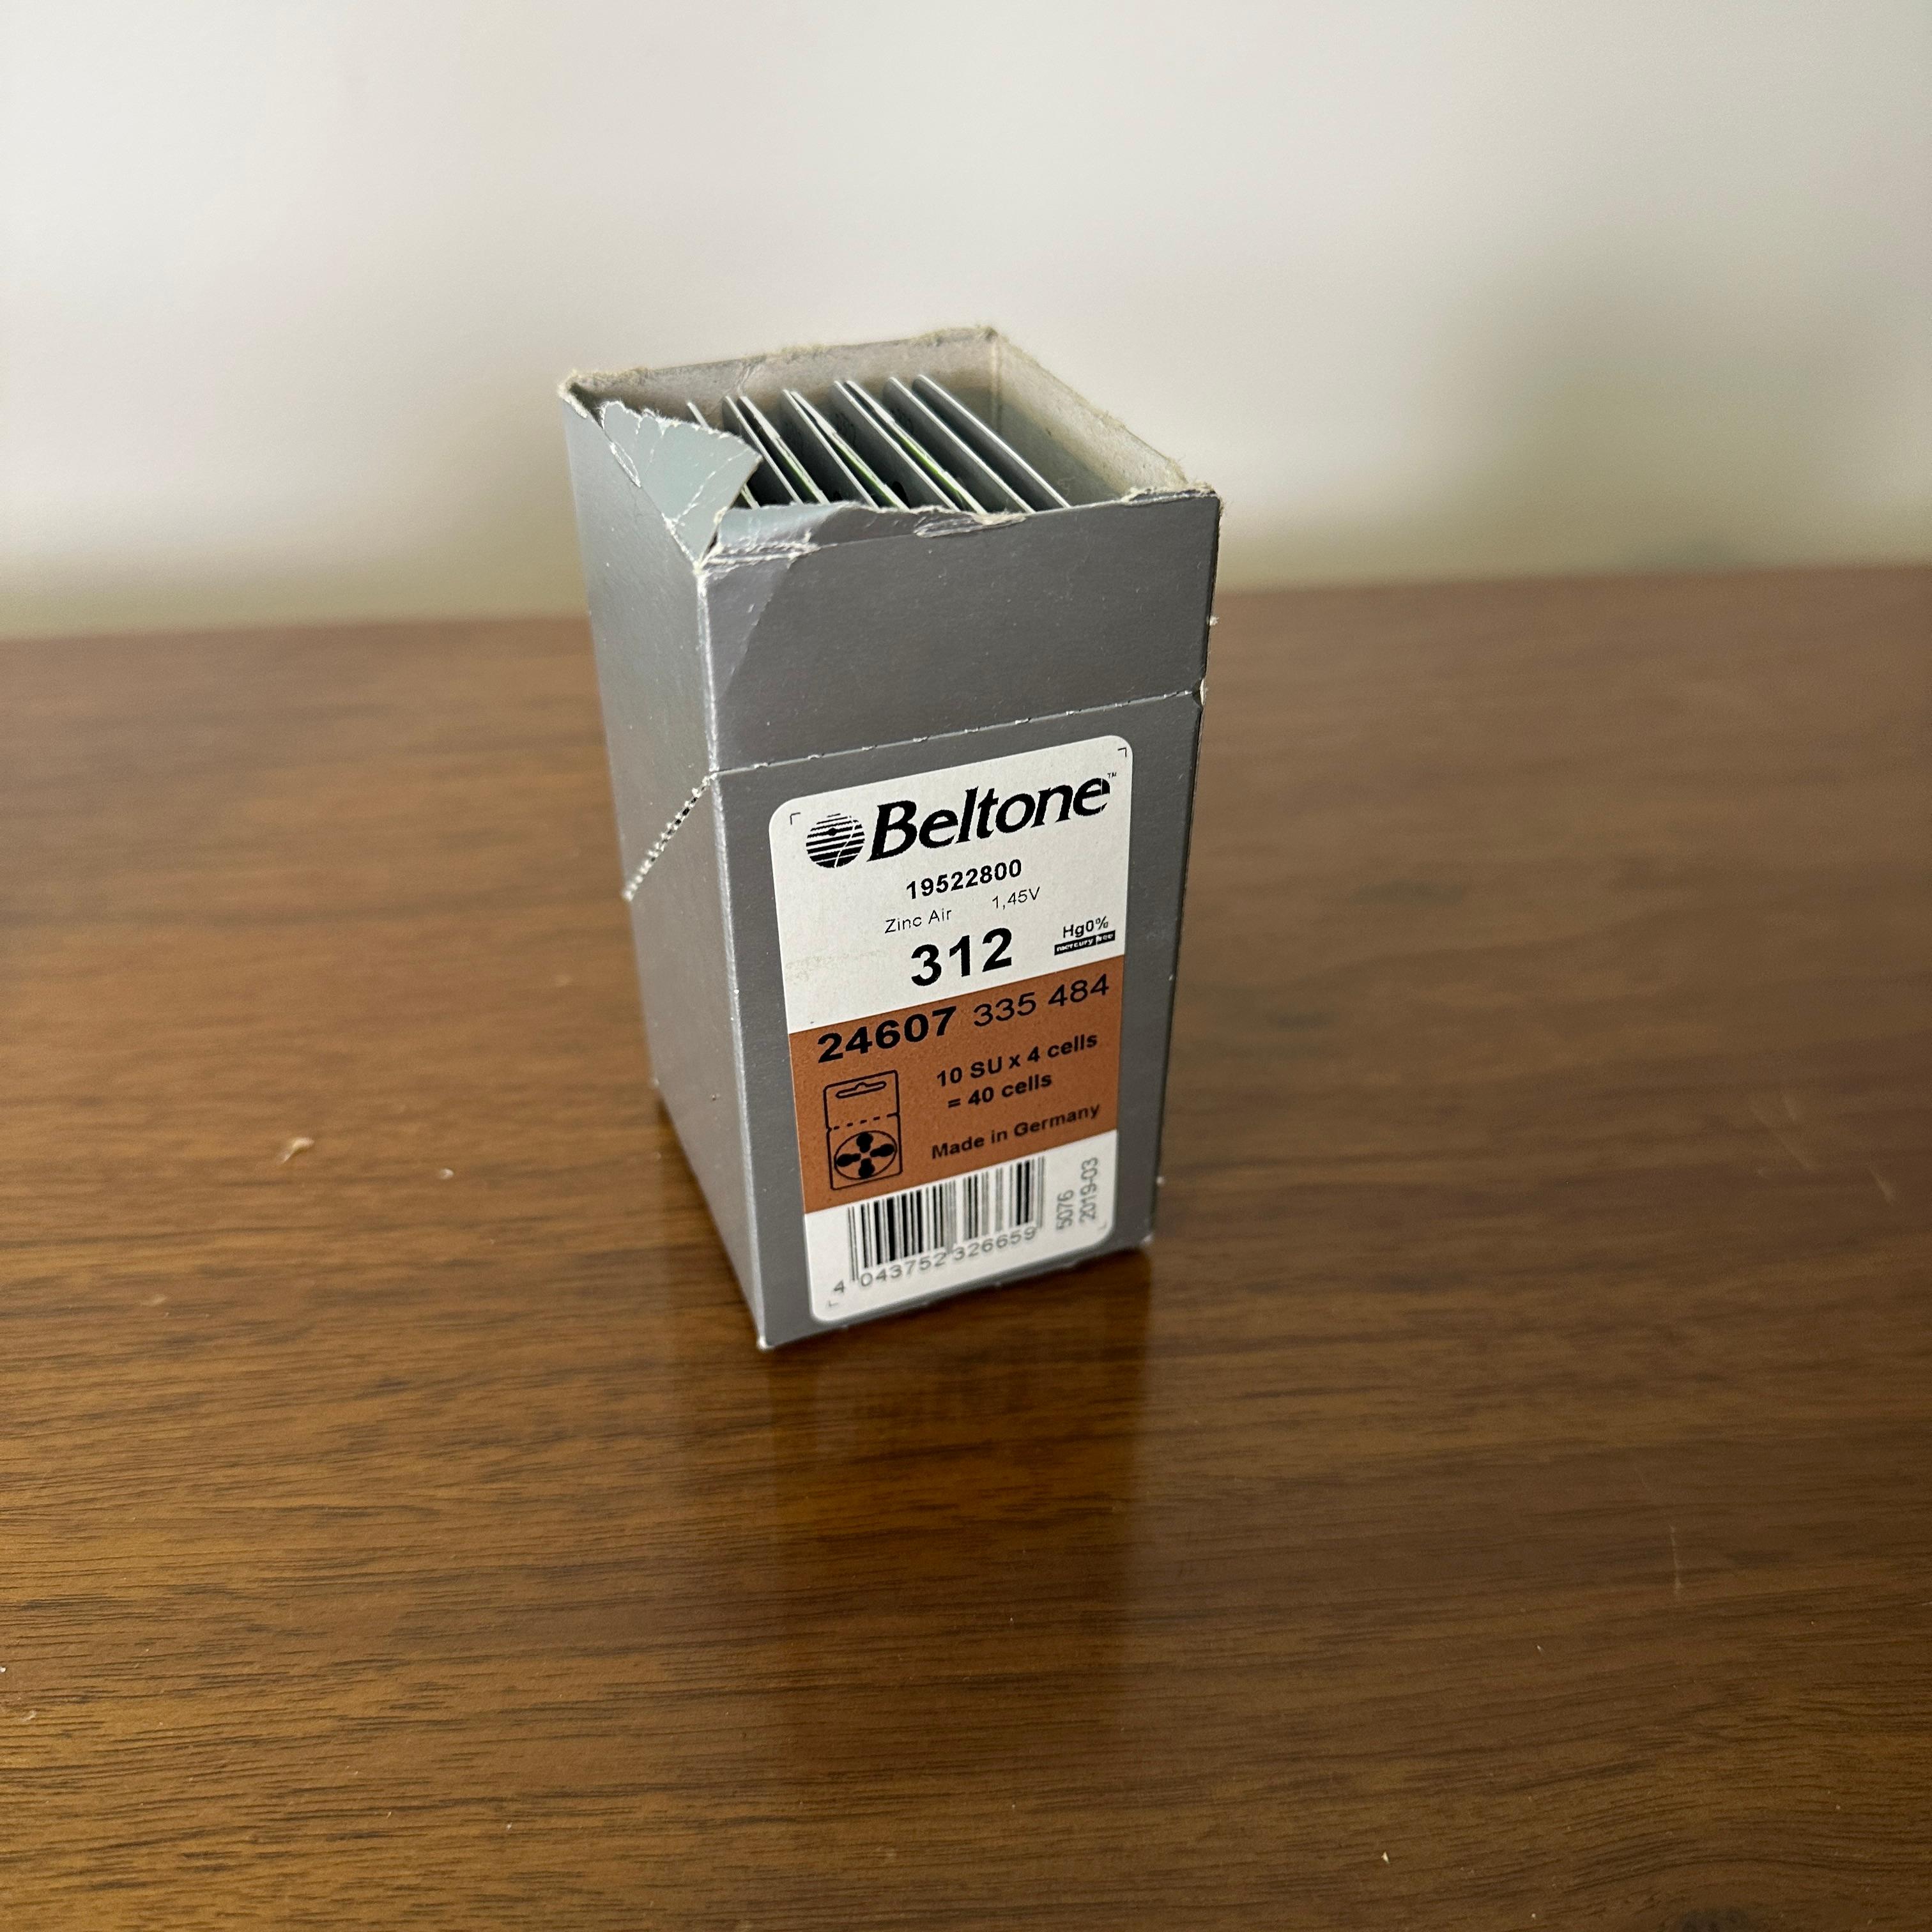 Beltone™
19522800
Zinc Air 1,45V
312
Hg0%
mercury free
24607 335 484
10 SU x 4 cells
= 40 cells
Made in Germany
4 043752 326659
5076
2019-03